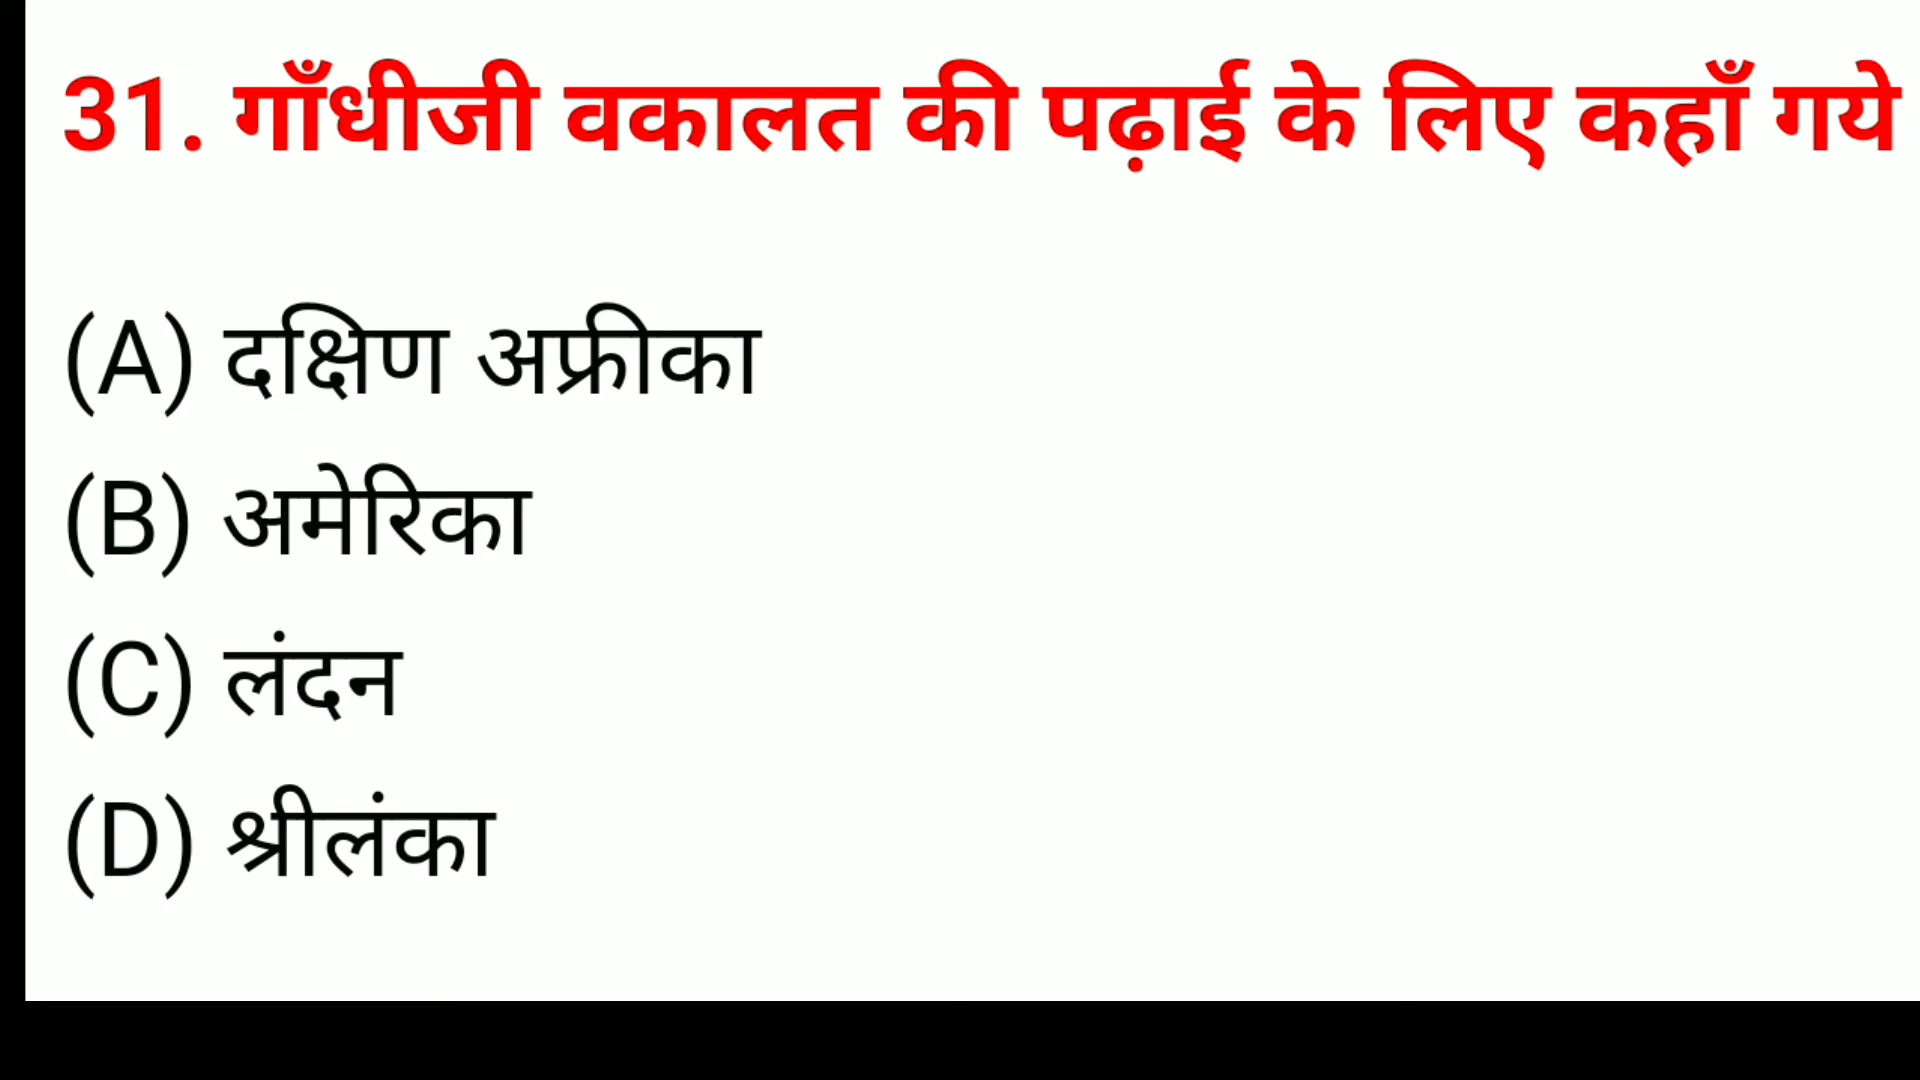 31. गाँधीजी वकालत की पढ़ाई के लिए कहाँ गये
(A) दक्षिण अफ्रीका
(B) अमेरिका
(C) लंदन
(D) श्रीलंका